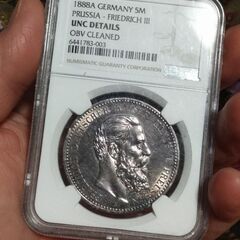 1888A GERMANY 5M
PRUSSIA - FRIEDRICH III
UNC DETAILS
OBV CLEANED
6441783-003
NUMISMATIC GUARANTY CORPORATION